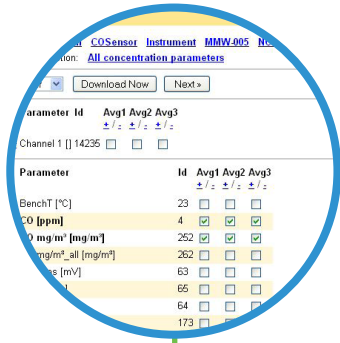 COSensor Instrument MMW-005
All concentration parameters
Download Now Next »
Parameter Id Avg1 Avg2 Avg3
+ / - + / - + / -
Channel 1 [] 14235
Parameter Id Avg1 Avg2 Avg3
+ / - + / - + / -
BenchT [°C] 23
CO [ppm] 4
CO mg/m³ [mg/m³] 252
mg/m³_all [mg/m³] 262
[mV] 63
65
64
173